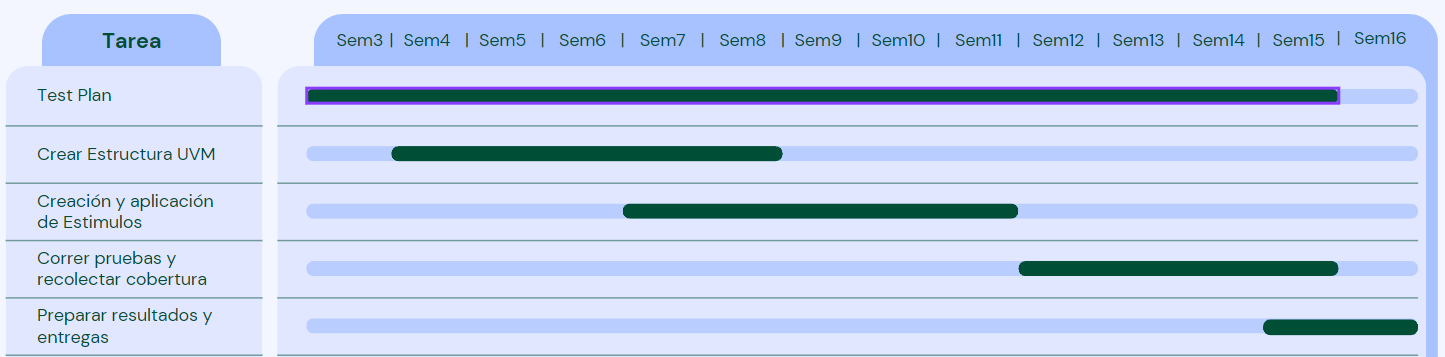 Tarea
Sem3 | Sem4 | Sem5 | Sem6 | Sem7 | Sem8 | Sem9 | Sem10 | Sem11 | Sem12 | Sem13 | Sem14 | Sem15 | Sem16
Test Plan
Crear Estructura UVM
Creación y aplicación
de Estimulos
Correr pruebas y
recolectar cobertura
Preparar resultados y
entregas